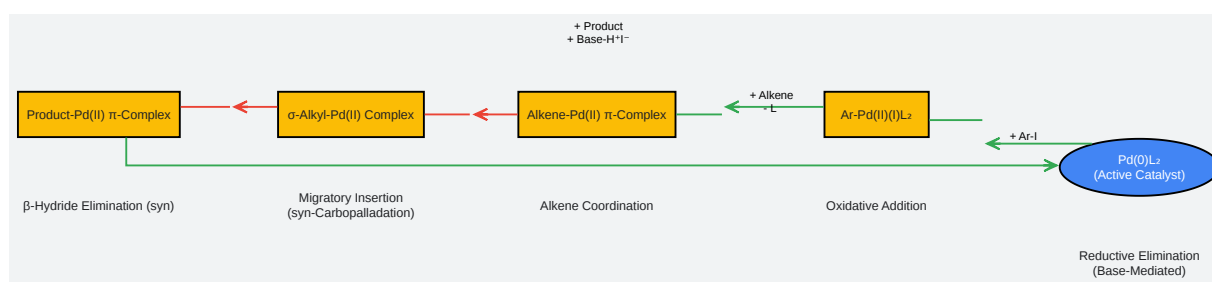 + Product
+ Base-H⁺I⁻
+ Alkene
- L
Product-Pd(II) π-Complex
σ-Alkyl-Pd(II) Complex
Alkene-Pd(II) π-Complex
Ar-Pd(II)(I)L₂
+ Ar-I
Pd(0)L₂
(Active Catalyst)
β-Hydride Elimination (syn)
Migratory Insertion
(syn-Carbopalladation)
Alkene Coordination
Oxidative Addition
Reductive Elimination
(Base-Mediated)